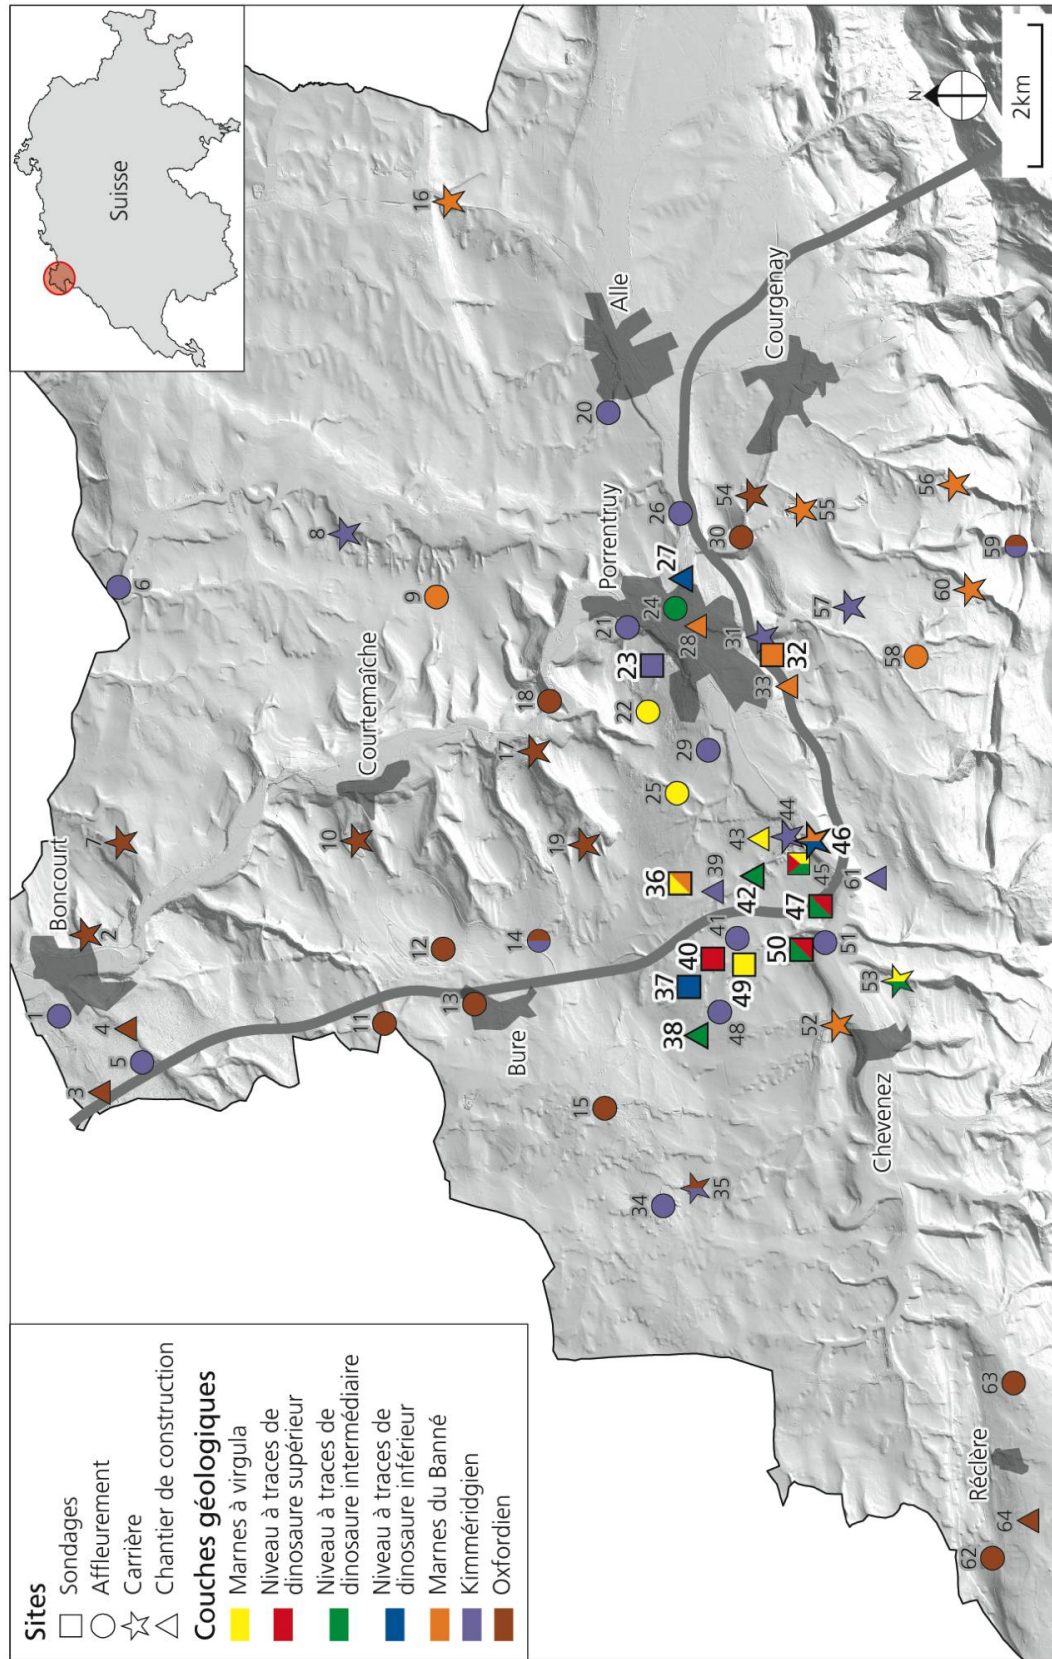 Sites
Sondages
Affleurement
Carrière
Chantier de construction
Couches géologiques
Marnes à virgula
Niveau à traces de
dinosaure supérieur
Niveau à traces de
dinosaure intermédiaire
Niveau à traces de
dinosaure inférieur
Marnes du Banné
Kimméridgien
Oxfordien
Suisse
N
2km
Boncourt
Courtemaîche
Bure
Porrentruy
Alle
Courgenay
Chevenez
Réclère
1
2
3
4
5
6
7
8
9
10
11
12
13
14
15
16
17
18
19
20
21
22
23
24
25
26
27
28
29
30
31
32
33
34
35
36
37
38
39
40
41
42
43
44
45
46
47
48
49
50
51
52
53
54
55
56
57
58
59
60
61
62
63
64